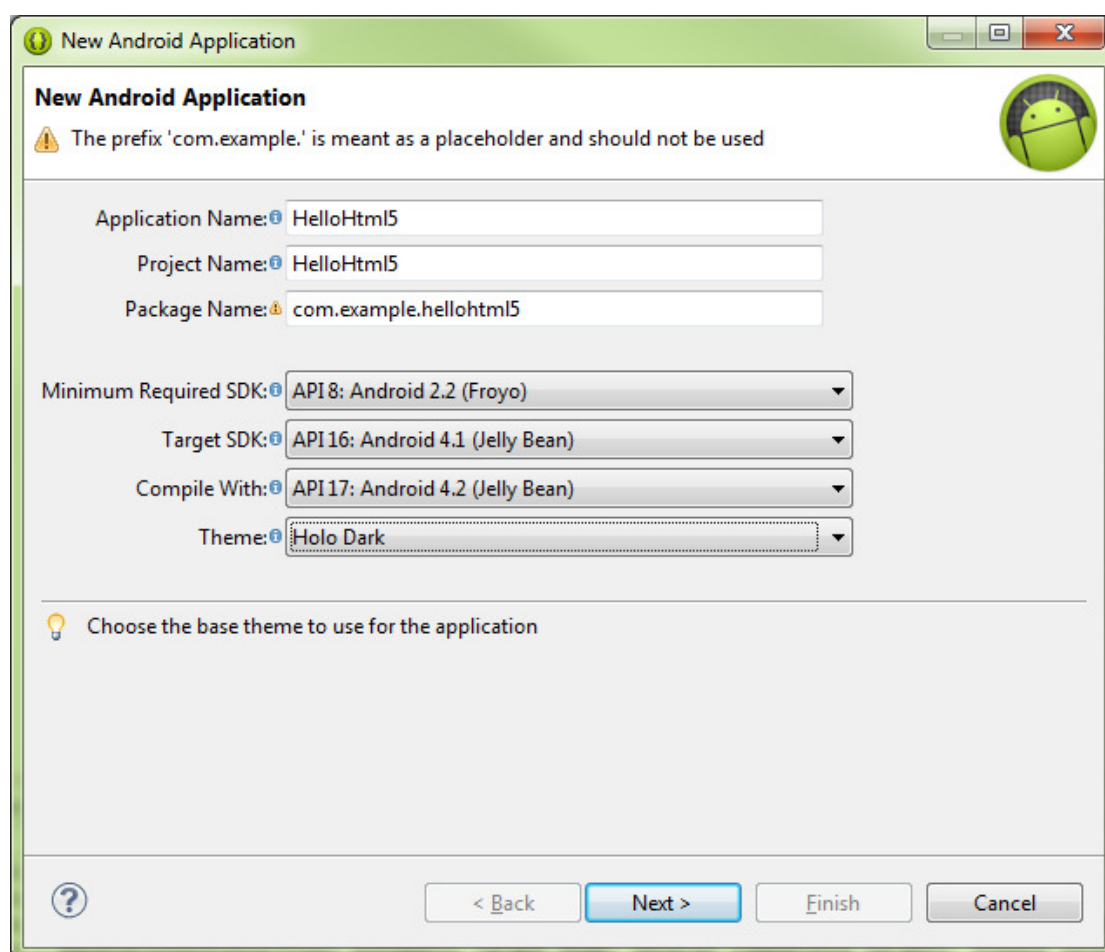 New Android Application
New Android Application
The prefix 'com.example.' is meant as a placeholder and should not be used
Application Name: HelloHtml5
Project Name: HelloHtml5
Package Name: com.example.hellohtml5
Minimum Required SDK: API 8: Android 2.2 (Froyo)
Target SDK: API 16: Android 4.1 (Jelly Bean)
Compile With: API 17: Android 4.2 (Jelly Bean)
Theme: Holo Dark
Choose the base theme to use for the application
? < Back Next > Finish Cancel